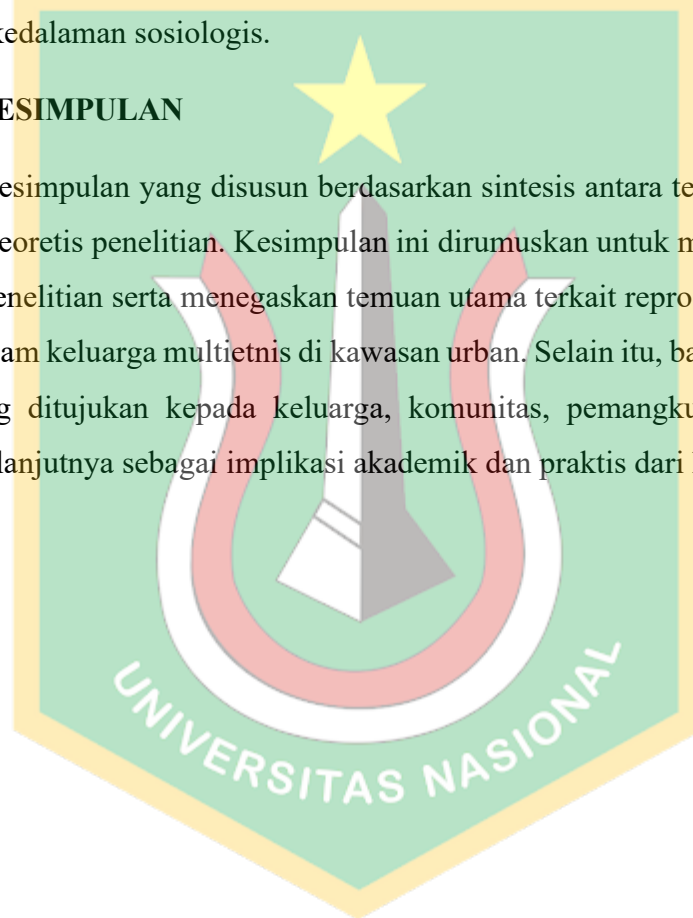 kedalaman sosiologis.
ESIMPULAN
esimpulan yang disusun berdasarkan sintesis antara te
eoretis penelitian. Kesimpulan ini dirumuskan untuk m
enelitian serta menegaskan temuan utama terkait repro
am keluarga multietnis di kawasan urban. Selain itu, ba
g ditujukan kepada keluarga, komunitas, pemangku
lanjutnya sebagai implikasi akademik dan praktis dari
UNIVERSITAS NASIONAL